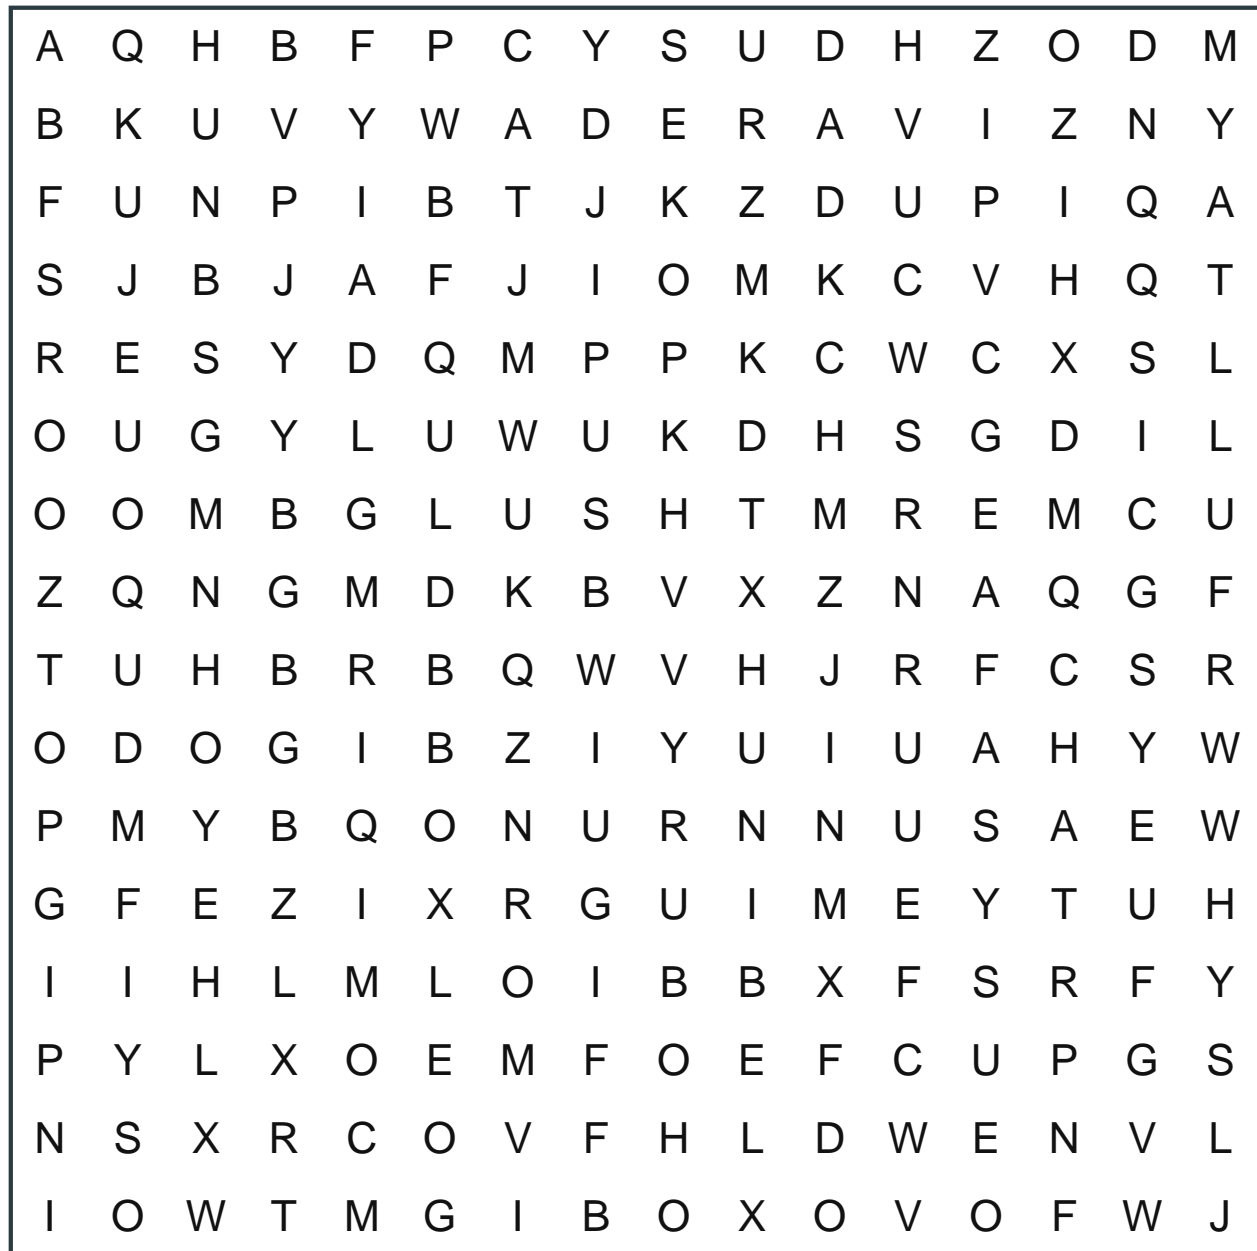 A Q H B F P C Y S U D H Z O D M
B K U V Y W A D E R A V I Z N Y
F U N P I B T J K Z D U P I Q A
S J B J A F J I O M K C V H Q T
R E S Y D Q M P P K C W C X S L
O U G Y L U W U K D H S G D I L
O O M B G L U S H T M R E M C U
Z Q N G M D K B V X Z N A Q G F
T U H B R B Q W V H J R F C S R
O D O G I B Z I Y U I U A H Y W
P M Y B Q O N U R N N U S A E W
G F E Z I X R G U I M E Y T U H
I I H L M L O I B B X F S R F Y
P Y L X O E M F O E F C U P G S
N S X R C O V F H L D W E N V L
I O W T M G I B O X O V O F W J